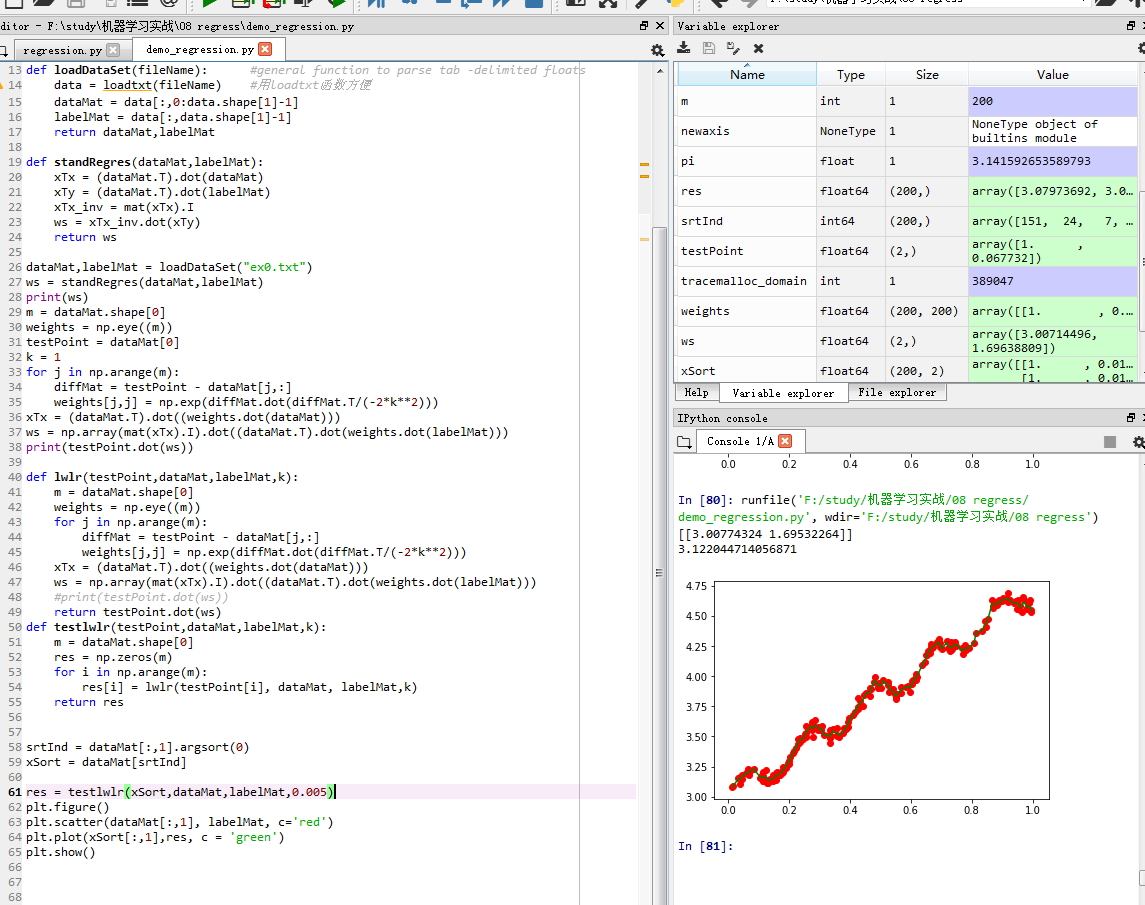 ditor - F:\study\机器学习实战\08 regress\demo_regression.py
regression.py
demo_regression.py
13 def loadDataSet(fileName):      #general function to parse tab -delimited floats
14     data = loadtxt(fileName)    #用loadtxt函数方便
15     dataMat = data[:,0:data.shape[1]-1]
16     labelMat = data[:,data.shape[1]-1]
17     return dataMat,labelMat
18
19 def standRegres(dataMat,labelMat):
20     xTx = (dataMat.T).dot(dataMat)
21     xTy = (dataMat.T).dot(labelMat)
22     xTx_inv = mat(xTx).I
23     ws = xTx_inv.dot(xTy)
24     return ws
25
26 dataMat,labelMat = loadDataSet("ex0.txt")
27 ws = standRegres(dataMat,labelMat)
28 print(ws)
29 m = dataMat.shape[0]
30 weights = np.eye((m))
31 testPoint = dataMat[0]
32 k = 1
33 for j in np.arange(m):
34     diffMat = testPoint - dataMat[j,:]
35     weights[j,j] = np.exp(diffMat.dot(diffMat.T/(-2*k**2)))
36 xTx = (dataMat.T).dot((weights.dot(dataMat)))
37 ws = np.array(mat(xTx).I).dot((dataMat.T).dot(weights.dot(labelMat)))
38 print(testPoint.dot(ws))
39
40 def lwlr(testPoint,dataMat,labelMat,k):
41     m = dataMat.shape[0]
42     weights = np.eye((m))
43     for j in np.arange(m):
44         diffMat = testPoint - dataMat[j,:]
45         weights[j,j] = np.exp(diffMat.dot(diffMat.T/(-2*k**2)))
46     xTx = (dataMat.T).dot((weights.dot(dataMat)))
47     ws = np.array(mat(xTx).I).dot((dataMat.T).dot(weights.dot(labelMat)))
48     #print(testPoint.dot(ws))
49     return testPoint.dot(ws)
50 def testlwlr(testPoint,dataMat,labelMat,k):
51     m = dataMat.shape[0]
52     res = np.zeros(m)
53     for i in np.arange(m):
54         res[i] = lwlr(testPoint[i], dataMat, labelMat,k)
55     return res
56
57
58 srtInd = dataMat[:,1].argsort(0)
59 xSort = dataMat[srtInd]
60
61 res = testlwlr(xSort,dataMat,labelMat,0.005)
62 plt.figure()
63 plt.scatter(dataMat[:,1], labelMat, c='red')
64 plt.plot(xSort[:,1],res, c = 'green')
65 plt.show()
66
67
68
Variable explorer
Name Type Size Value
m int 1 200
newaxis NoneType 1 NoneType object of
builtins module
pi float 1 3.141592653589793
res float64 (200,) array([3.07973692, 3.0…
srtInd int64 (200,) array([151,  24,   7, …
testPoint float64 (2,) array([1.      ,
0.067732])
tracemalloc_domain int 1 389047
weights float64 (200, 200) array([[1.        , 0.…
ws float64 (2,) array([3.00714496,
1.69638809])
xSort float64 (200, 2) array([[1.      , 0.01…
[1.      , 0.01…
Help Variable explorer File explorer
IPython console
Console 1/A
0.0 0.2 0.4 0.6 0.8 1.0
In [80]: runfile('F:/study/机器学习实战/08 regress/
demo_regression.py', wdir='F:/study/机器学习实战/08 regress')
[[3.00774324 1.69532264]]
3.122044714056871
4.75
4.50
4.25
4.00
3.75
3.50
3.25
3.00
0.0 0.2 0.4 0.6 0.8 1.0
In [81]: